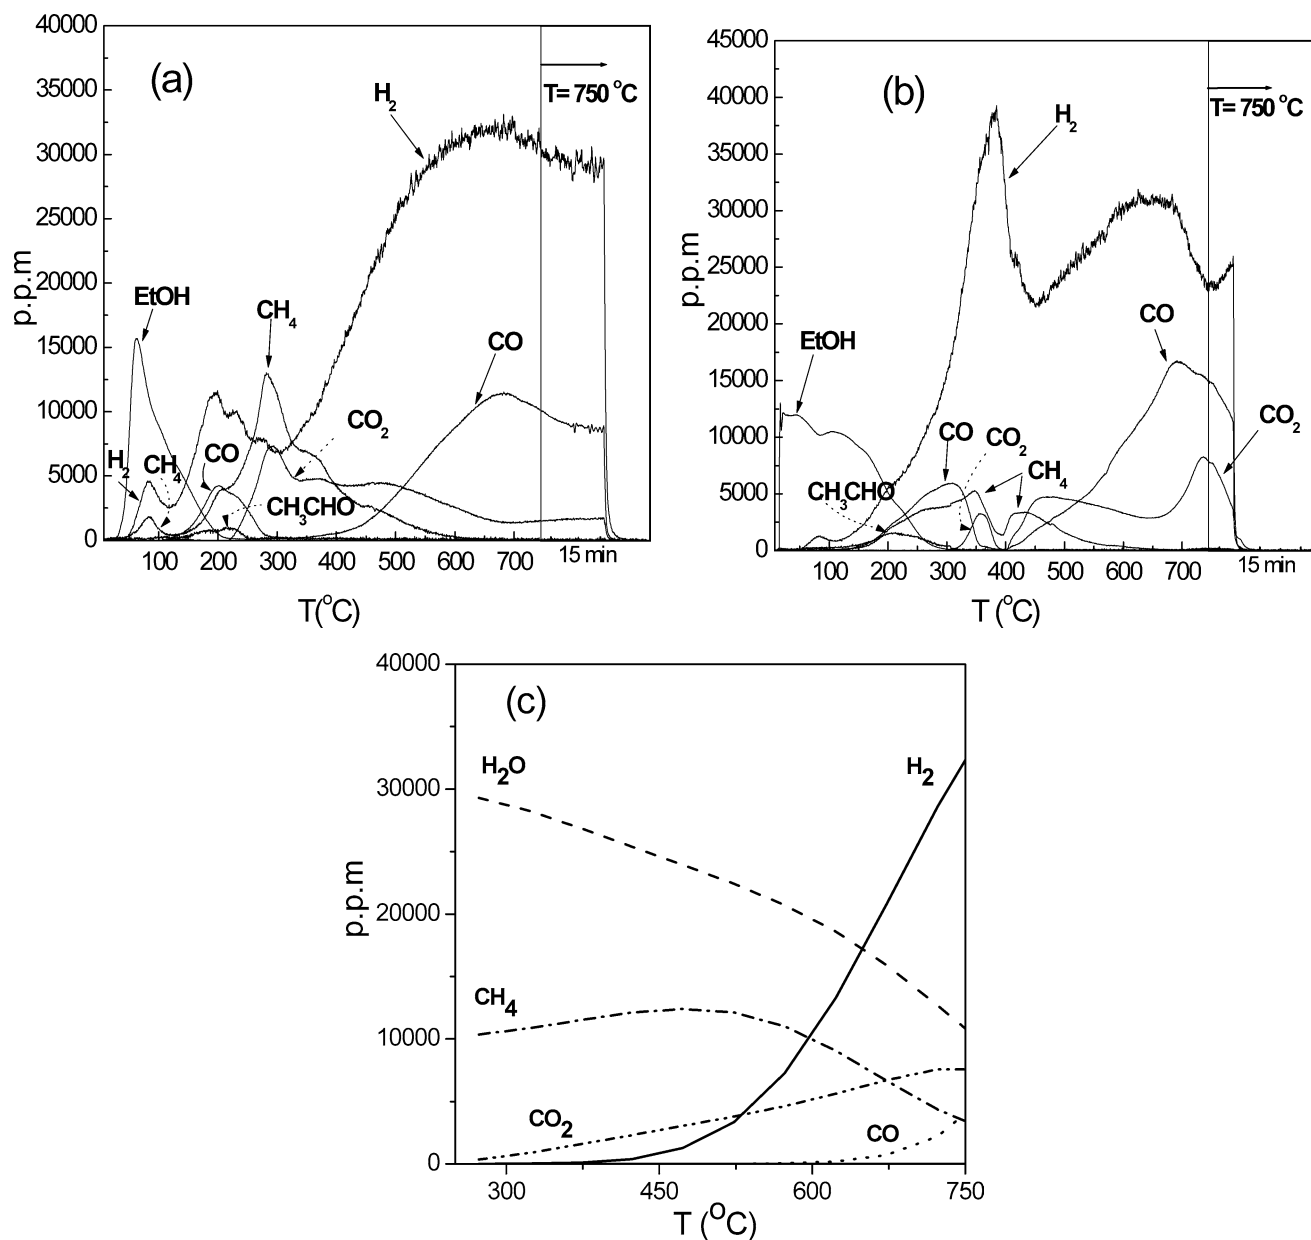 (a)
40000
35000
30000
25000
20000
15000
10000
5000
0
p.p.m
T= 750 °C
H2
EtOH
CH4
CO
CO2
H2
CH4
CO
CH3CHO
100 200 300 400 500 600 700
15 min
T(°C)
(b)
45000
40000
35000
30000
25000
20000
15000
10000
5000
0
p.p.m
T= 750 °C
H2
EtOH
CO
CO2
CO
CO2
CH4
CH3CHO
100 200 300 400 500 600 700
15 min
T (°C)
(c)
40000
30000
20000
10000
0
p.p.m
H2O
H2
CH4
CO2
CO
300 450 600 750
T (°C)